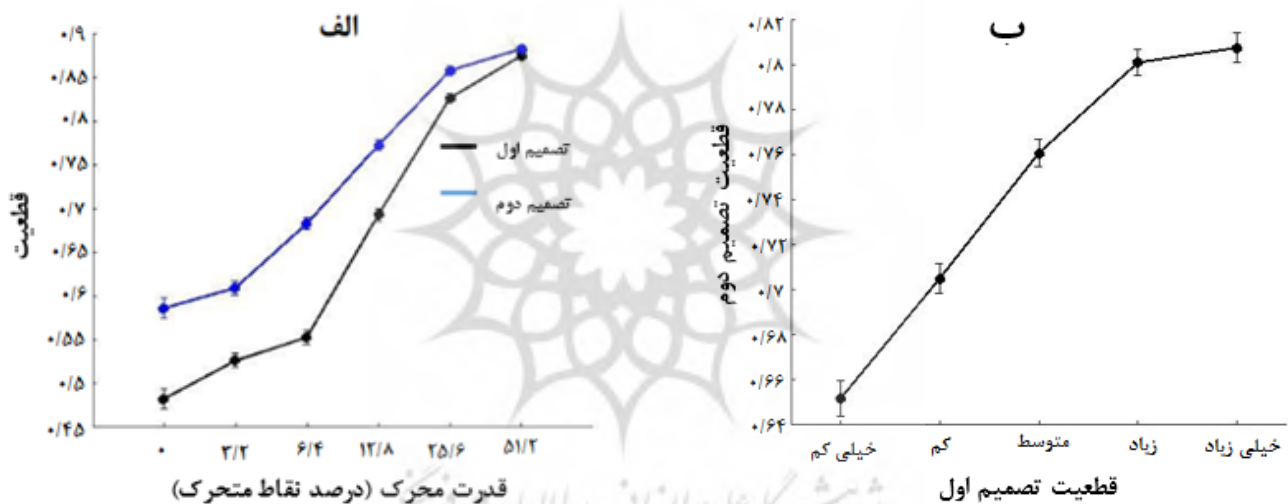 الف
قطعیت
۰/۹
۰/۸۵
۰/۸
۰/۷۵
۰/۷
۰/۶۵
۰/۶
۰/۵۵
۰/۵
۰/۴۵
تصمیم اول
تصمیم دوم
۰ ۳/۲ ۶/۴ ۱۲/۸ ۲۵/۶ ۵۱/۲
قدرت محرک (درصد نقاط متحرک)
ب
قطعیت تصمیم دوم
۰/۸۲
۰/۸
۰/۷۸
۰/۷۶
۰/۷۴
۰/۷۲
۰/۷
۰/۶۸
۰/۶۶
۰/۶۴
خیلی کم کم متوسط زیاد خیلی زیاد
قطعیت تصمیم اول